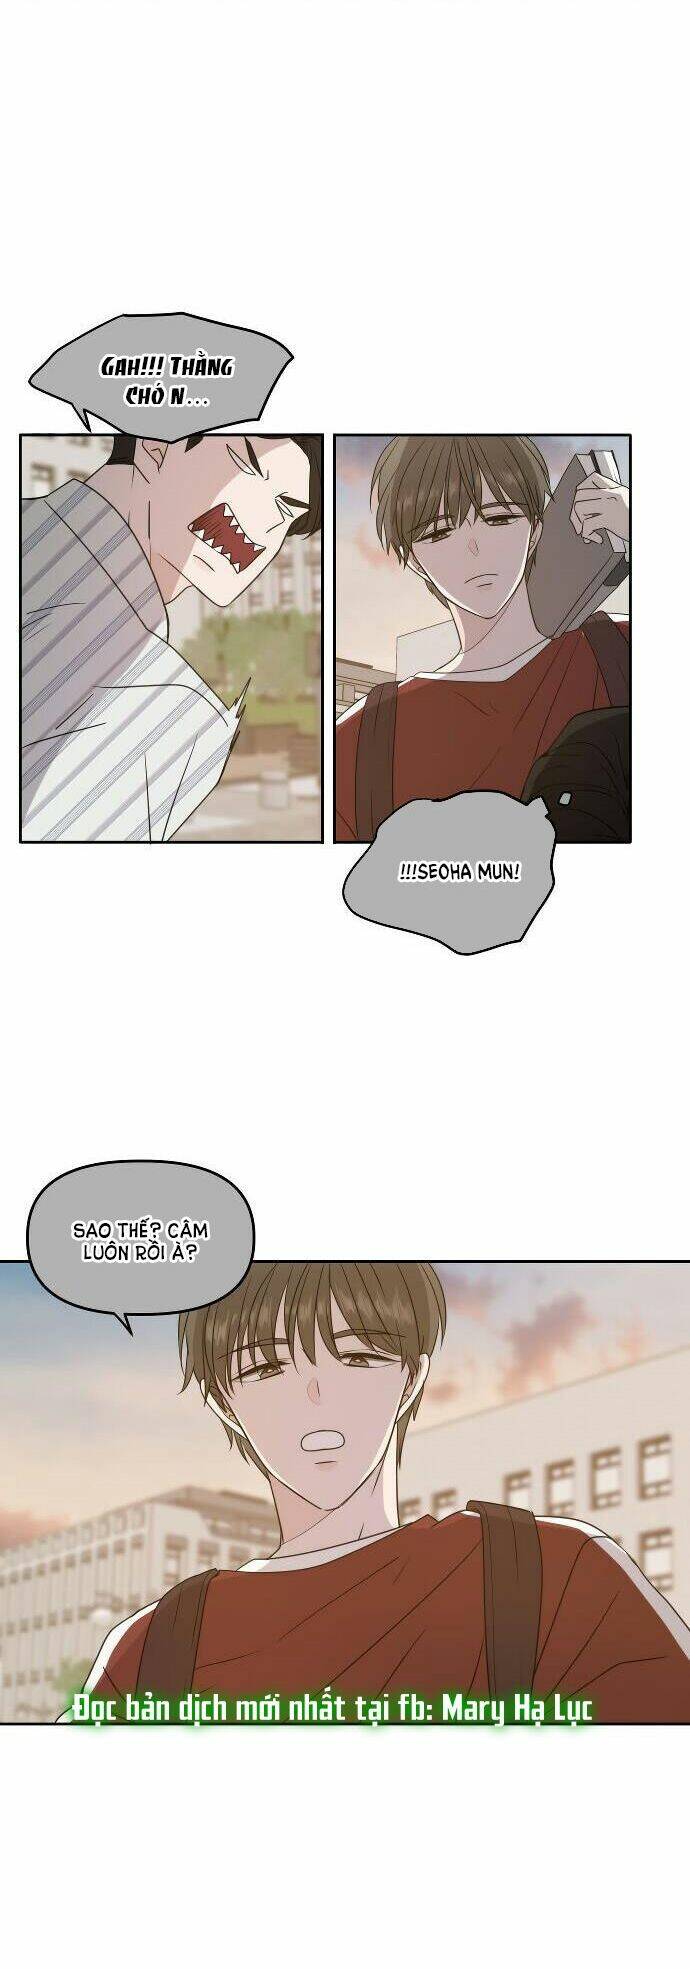 GAH!!! THẰNG
CHÓ N...
!!!SEOHA MUN!
SAO THẾ? CÂM
LUÔN RỒI À?
Đọc bản dịch mới nhất tại fb: Mary Hạ Lục